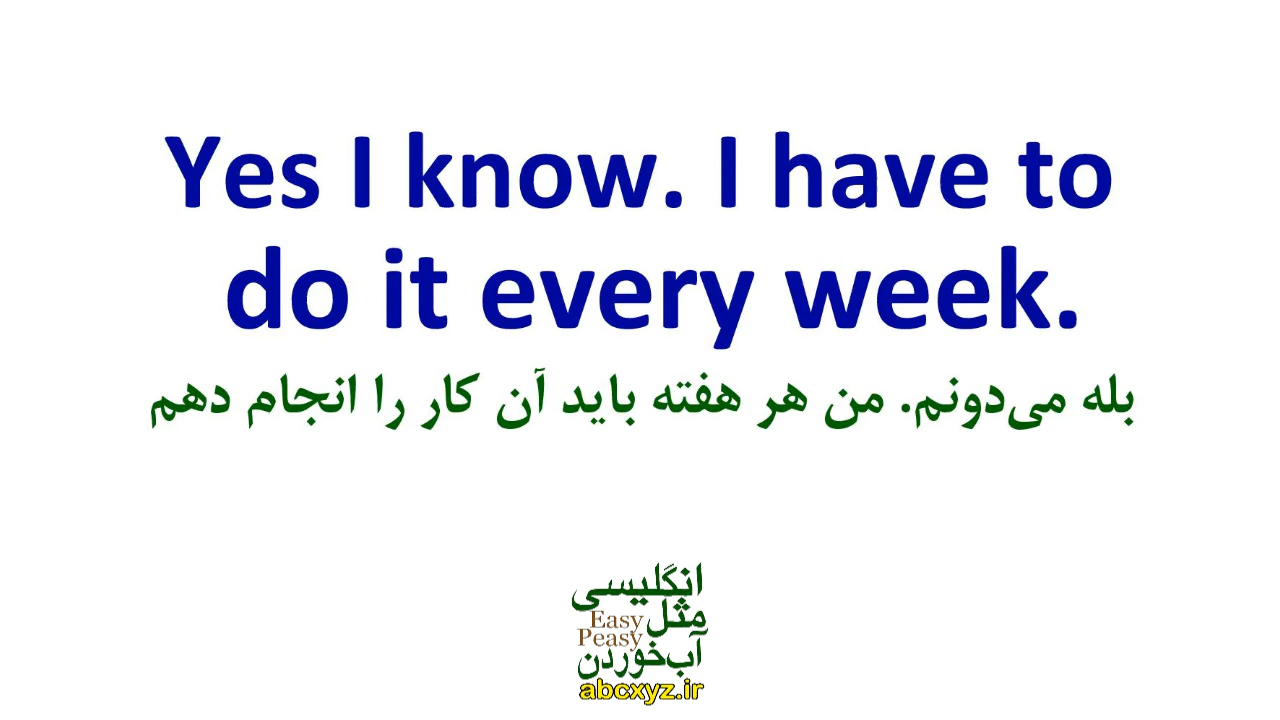 Yes I know. I have to
do it every week.
بله می‌دونم. من هر هفته باید آن کار را انجام دهم
انگلیسی
مثل
Easy
Peasy
آب‌خوردن
abcxyz.ir